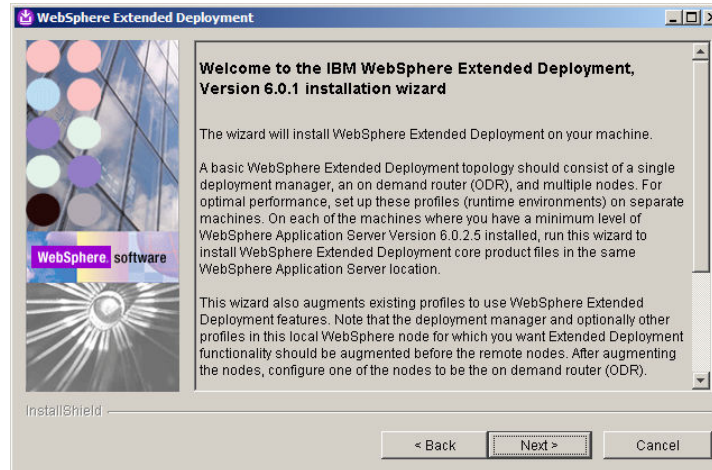 WebSphere Extended Deployment
Welcome to the IBM WebSphere Extended Deployment,
Version 6.0.1 installation wizard
The wizard will install WebSphere Extended Deployment on your machine.
A basic WebSphere Extended Deployment topology should consist of a single
deployment manager, an on demand router (ODR), and multiple nodes. For
optimal performance, set up these profiles (runtime environments) on separate
machines. On each of the machines where you have a minimum level of
WebSphere Application Server Version 6.0.2.5 installed, run this wizard to
install WebSphere Extended Deployment core product files in the same
WebSphere Application Server location.
This wizard also augments existing profiles to use WebSphere Extended
Deployment features. Note that the deployment manager and optionally other
profiles in this local WebSphere node for which you want Extended Deployment
functionality should be augmented before the remote nodes. After augmenting
the nodes, configure one of the nodes to be the on demand router (ODR).
WebSphere. software
InstallShield
< Back
Next >
Cancel